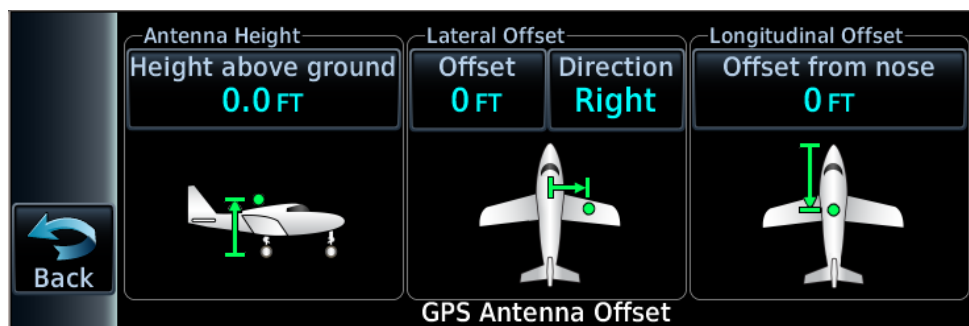 Antenna Height
Lateral Offset
Longitudinal Offset
Height above ground
0.0 FT
Offset
0 FT
Direction
Right
Offset from nose
0 FT
Back
GPS Antenna Offset